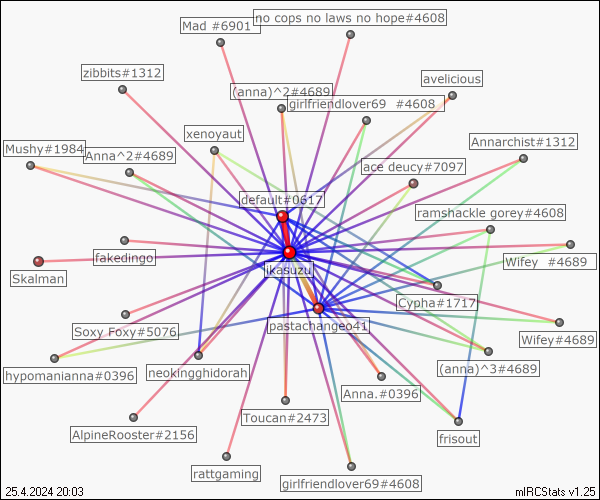 no cops no laws no hope#4608
Mad #6901
zibbits#1312
avelicious
(anna)^2#4689
girlfriendlover69 #4608
xenoyaut
Annarchist#1312
Mushy#1984
Anna^2#4689
ace deucy#7097
default#0617
ramshackle gorey#4608
fakedingo
Wifey #4689
ikasuzu
Skalman
Cypha#1717
pastachangeo41
Soxy Foxy#5076
Wifey#4689
hypomanianna#0396
neokingghidorah
(anna)^3#4689
Anna.#0396
Toucan#2473
AlpineRooster#2156
frisout
rattgaming
girlfriendlover69#4608
25.4.2024 20:03
mIRCStats v1.25